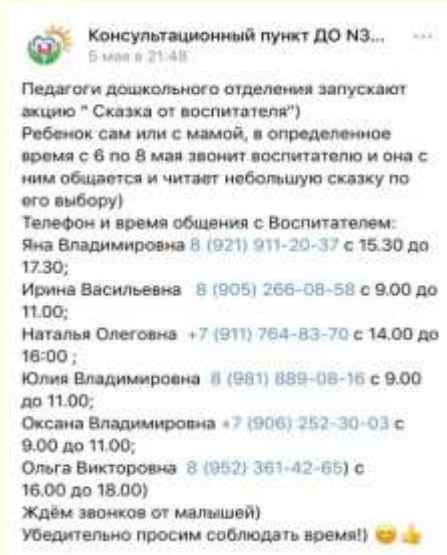 Консультационный пункт ДО N3...
5 мая в 21:48
Педагоги дошкольного отделения запускают
акцию " Сказка от воспитателя")
Ребенок сам или с мамой, в определенное
время с 6 по 8 мая звонит воспитателю и она с
ним общается и читает небольшую сказку по
его выбору)
Телефон и время общения с Воспитателем:
Яна Владимировна 8 (921) 911-20-37 с 15.30 до
17.30;
Ирина Васильевна 8 (905) 266-08-58 с 9.00 до
11.00;
Наталья Олеговна +7 (911) 764-83-70 с 14.00 до
16:00 ;
Юлия Владимировна 8 (981) 889-08-16 с 9.00
до 11.00;
Оксана Владимировна +7 (906) 252-30-03 с
9.00 до 11.00;
Ольга Викторовна 8 (952) 361-42-65) с
16.00 до 18.00)
Ждём звонков от малышей)
Убедительно просим соблюдать время!) 😊👍